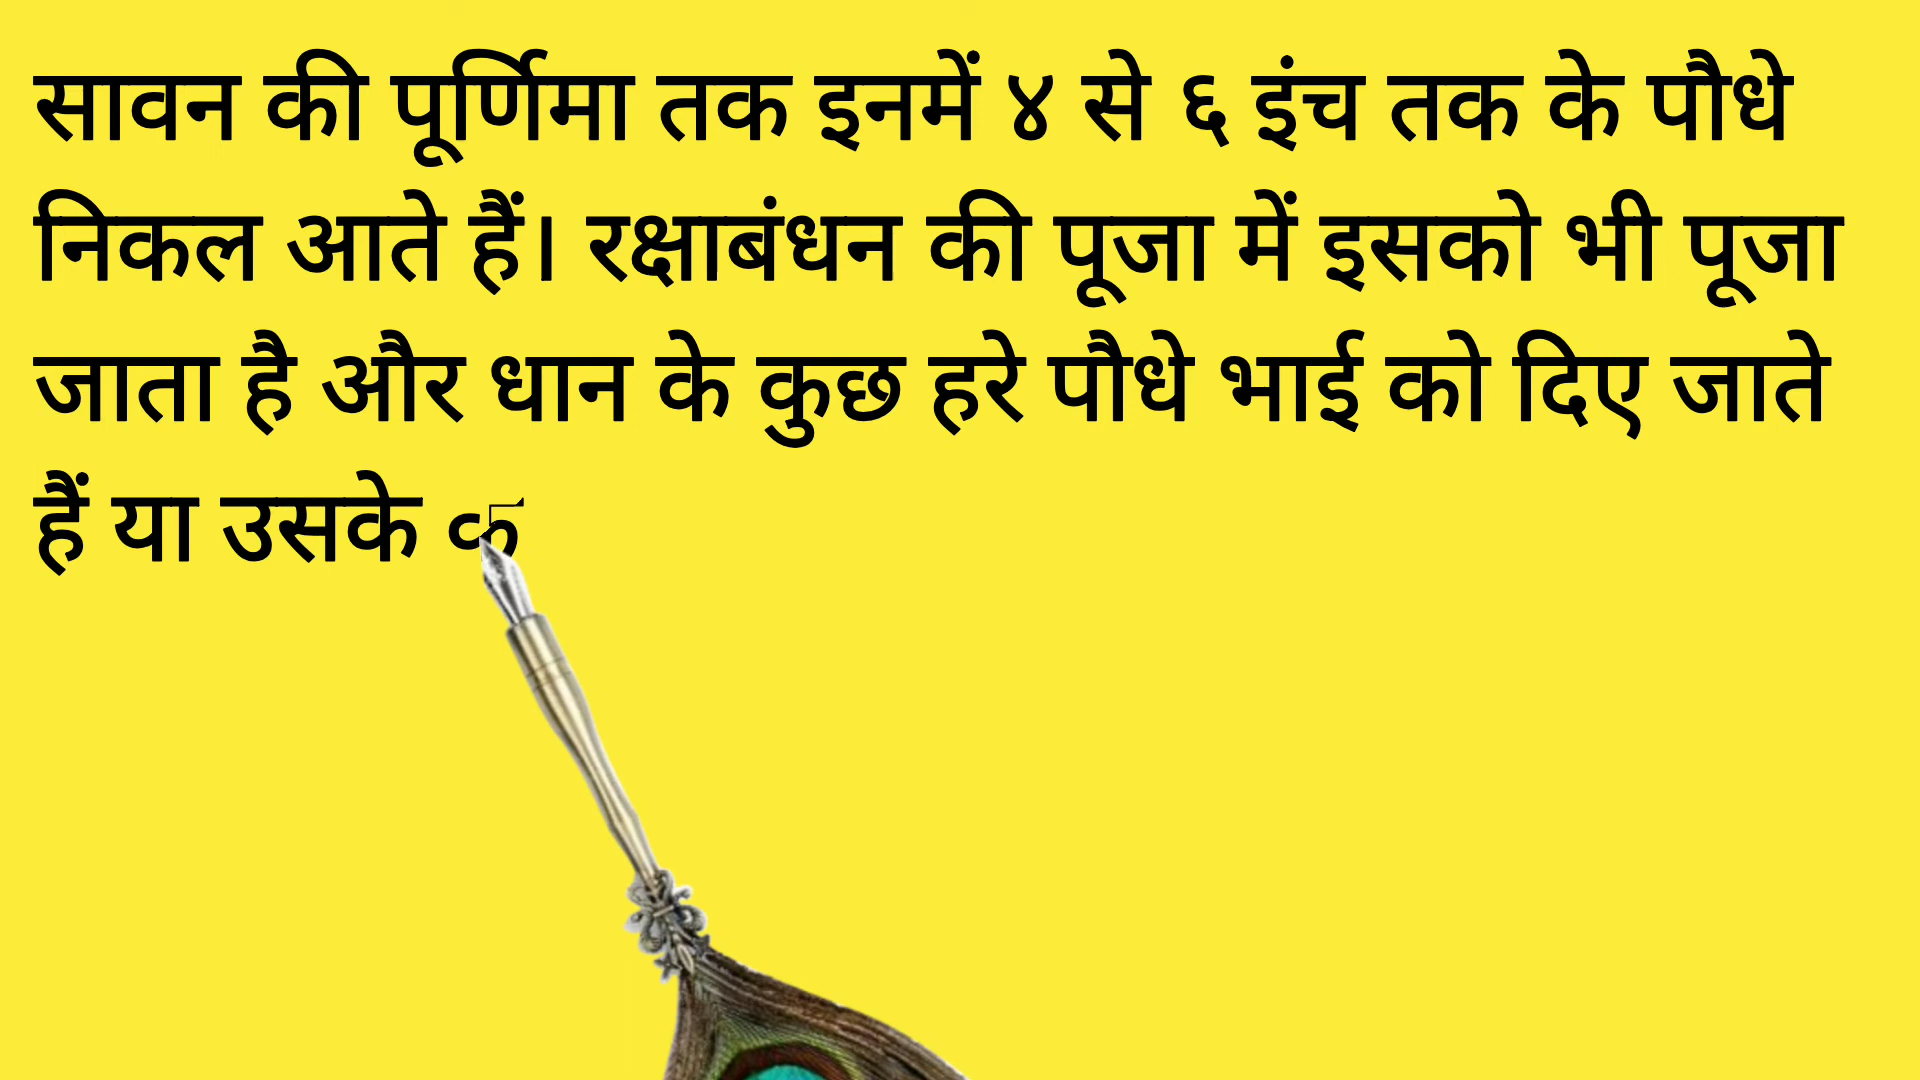 सावन की पूर्णिमा तक इनमें ४ से ६ इंच तक के पौधे
निकल आते हैं। रक्षाबंधन की पूजा में इसको भी पूजा
जाता है और धान के कुछ हरे पौधे भाई को दिए जाते
हैं या उसके